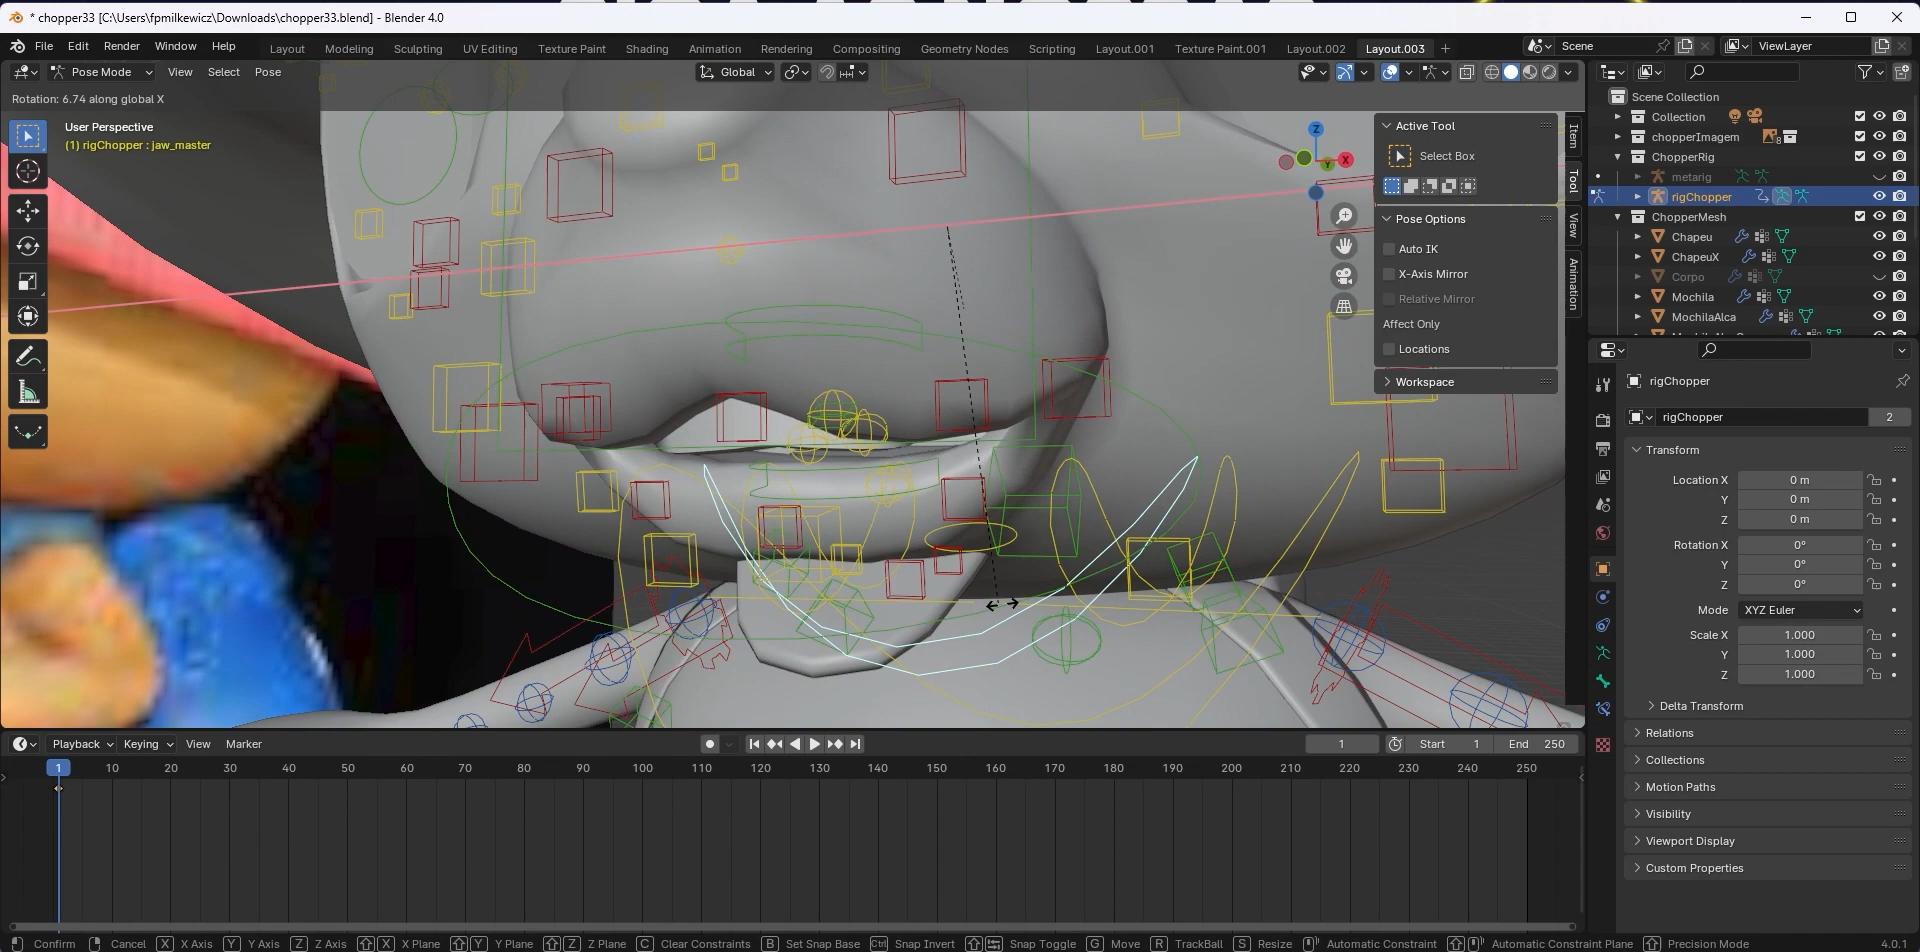 * chopper33 [C:\Users\fpmilkewicz\Downloads\chopper33.blend] - Blender 4.0
File Edit Render Window Help
Layout Modeling Sculpting UV Editing Texture Paint Shading Animation Rendering Compositing Geometry Nodes Scripting Layout.001 Texture Paint.001 Layout.002 Layout.003 +
Scene
ViewLayer
Pose Mode View Select Pose
Global
Rotation: 6.74 along global X
User Perspective
(1) rigChopper : jaw_master
Z
X
Y
Active Tool
Select Box
Pose Options
Auto IK
X-Axis Mirror
Relative Mirror
Affect Only
Locations
Workspace
Item
Tool
View
Animation
Scene Collection
Collection
chopperImagem 8
ChopperRig
metarig
rigChopper
ChopperMesh
Chapeu
ChapeuX
Corpo
Mochila
MochilaAlca
rigChopper
rigChopper 2
Transform
Location X 0 m
Y 0 m
Z 0 m
Rotation X 0°
Y 0°
Z 0°
Mode XYZ Euler
Scale X 1.000
Y 1.000
Z 1.000
Delta Transform
Relations
Collections
Motion Paths
Visibility
Viewport Display
Custom Properties
Playback Keying View Marker
1 Start 1 End 250
1 10 20 30 40 50 60 70 80 90 100 110 120 130 140 150 160 170 180 190 200 210 220 230 240 250
Confirm Cancel X X Axis Y Y Axis Z Z Axis X X Plane Y Y Plane Z Z Plane C Clear Constraints B Set Snap Base Ctrl Snap Invert Snap Toggle G Move R TrackBall S Resize Automatic Constraint Automatic Constraint Plane Precision Mode 4.0.1